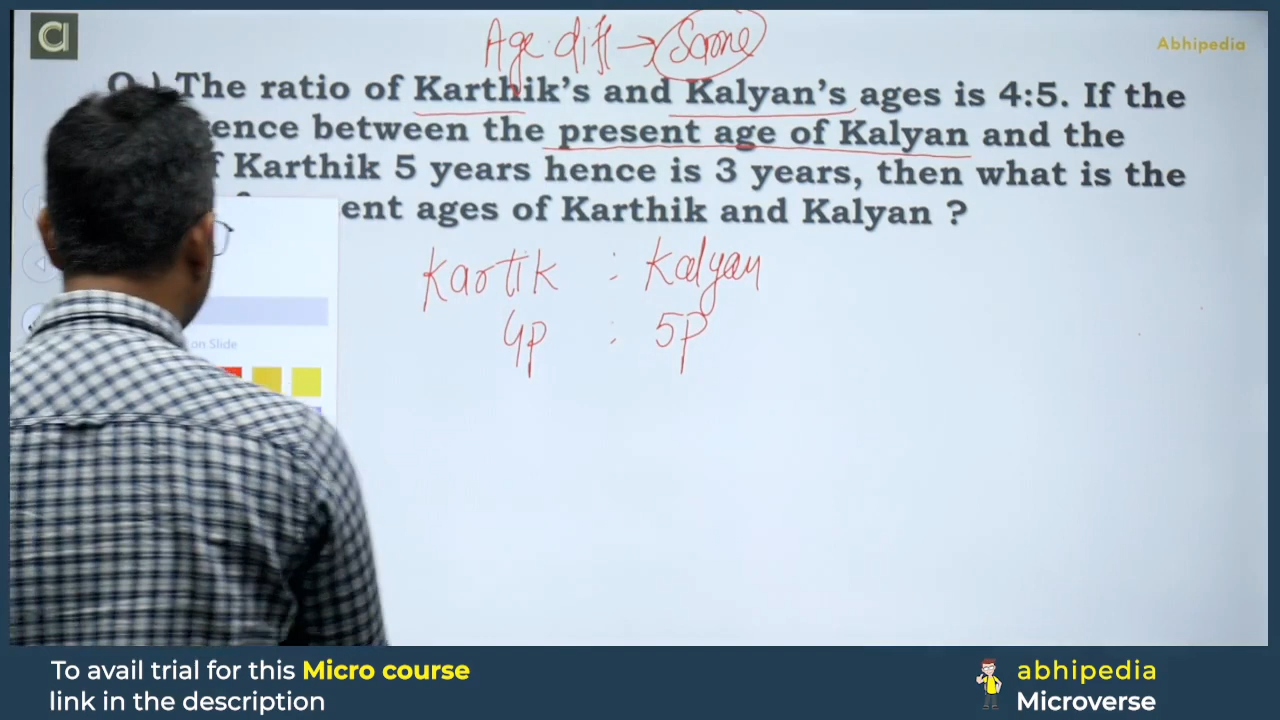 Age diff → Same
Abhipedia
Q.) The ratio of Karthik's and Kalyan's ages is 4:5. If the
between the present age of Kalyan and the
Karthik 5 years hence is 3 years, then what is the
ages of Karthik and Kalyan ?
Kartik : Kalyan
4p : 5p
on Slide
To avail trial for this Micro course
link in the description
abhipedia
Microverse